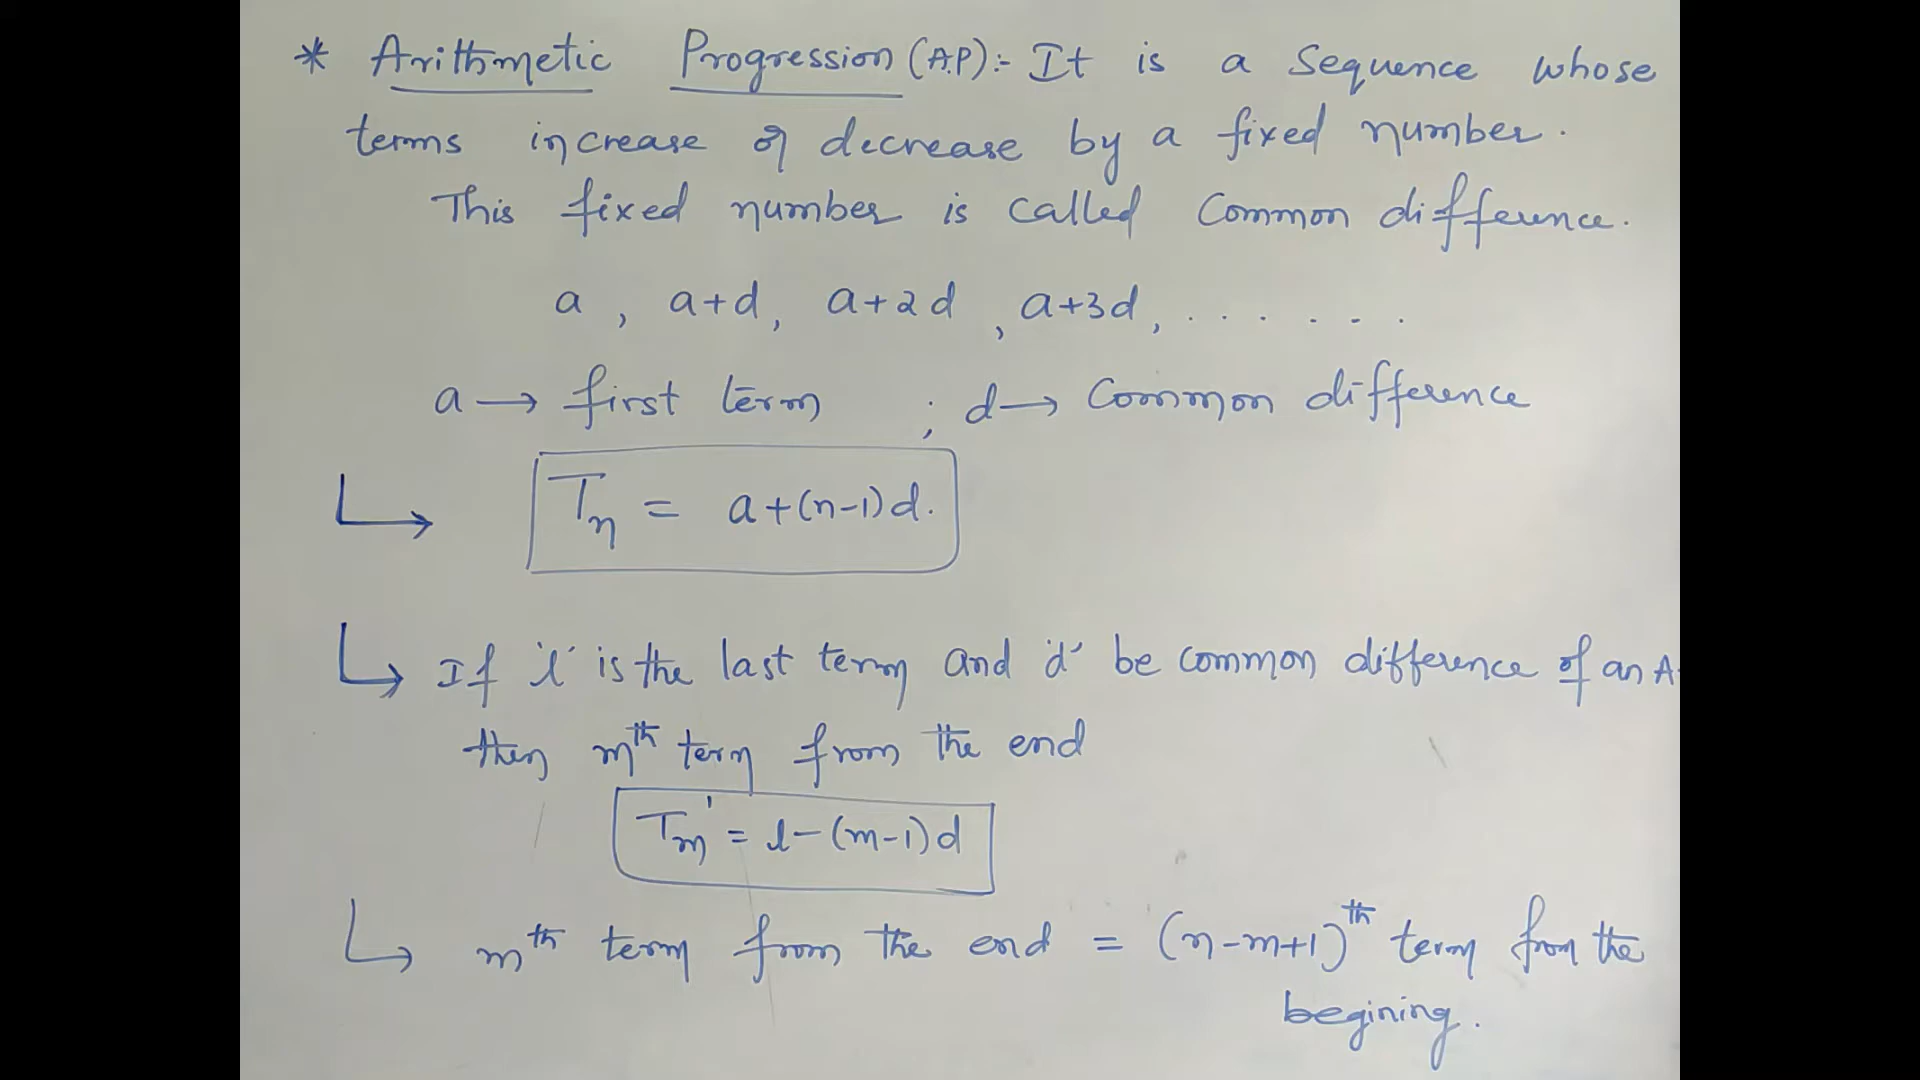 * Arithmetic Progression (A.P) :- It is a sequence whose
terms increase or decrease by a fixed number.
This fixed number is called Common difference.
a, a+d, a+2d, a+3d, . . . . . .
a → first term ; d → Common difference
Tn = a+(n-1)d.
If 'l' is the last term and 'd' be common difference of an A.
then mth term from the end
Tm' = l-(m-1)d
mth term from the end = (n-m+1)th term from the
begining.